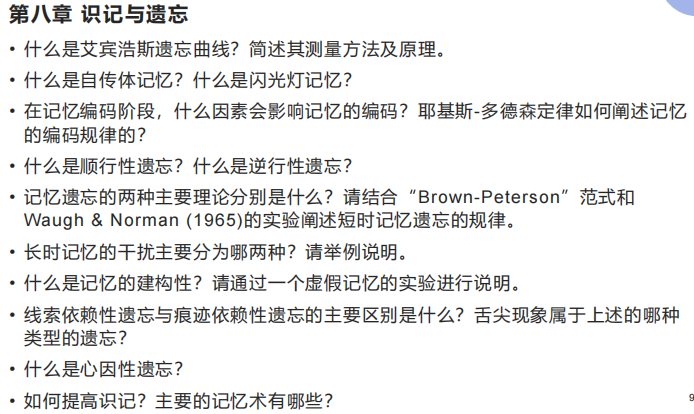 第八章 识记与遗忘
• 什么是艾宾浩斯遗忘曲线？简述其测量方法及原理。
• 什么是自传体记忆？什么是闪光灯记忆？
• 在记忆编码阶段，什么因素会影响记忆的编码？耶基斯-多德森定律如何阐述记忆
的编码规律的？
• 什么是顺行性遗忘？什么是逆行性遗忘？
• 记忆遗忘的两种主要理论分别是什么？请结合“Brown-Peterson”范式和
Waugh & Norman (1965)的实验阐述短时记忆遗忘的规律。
• 长时记忆的干扰主要分为哪两种？请举例说明。
• 什么是记忆的建构性？请通过一个虚假记忆的实验进行说明。
• 线索依赖性遗忘与痕迹依赖性遗忘的主要区别是什么？舌尖现象属于上述的哪种
类型的遗忘？
• 什么是心因性遗忘？
• 如何提高识记？主要的记忆术有哪些？
9